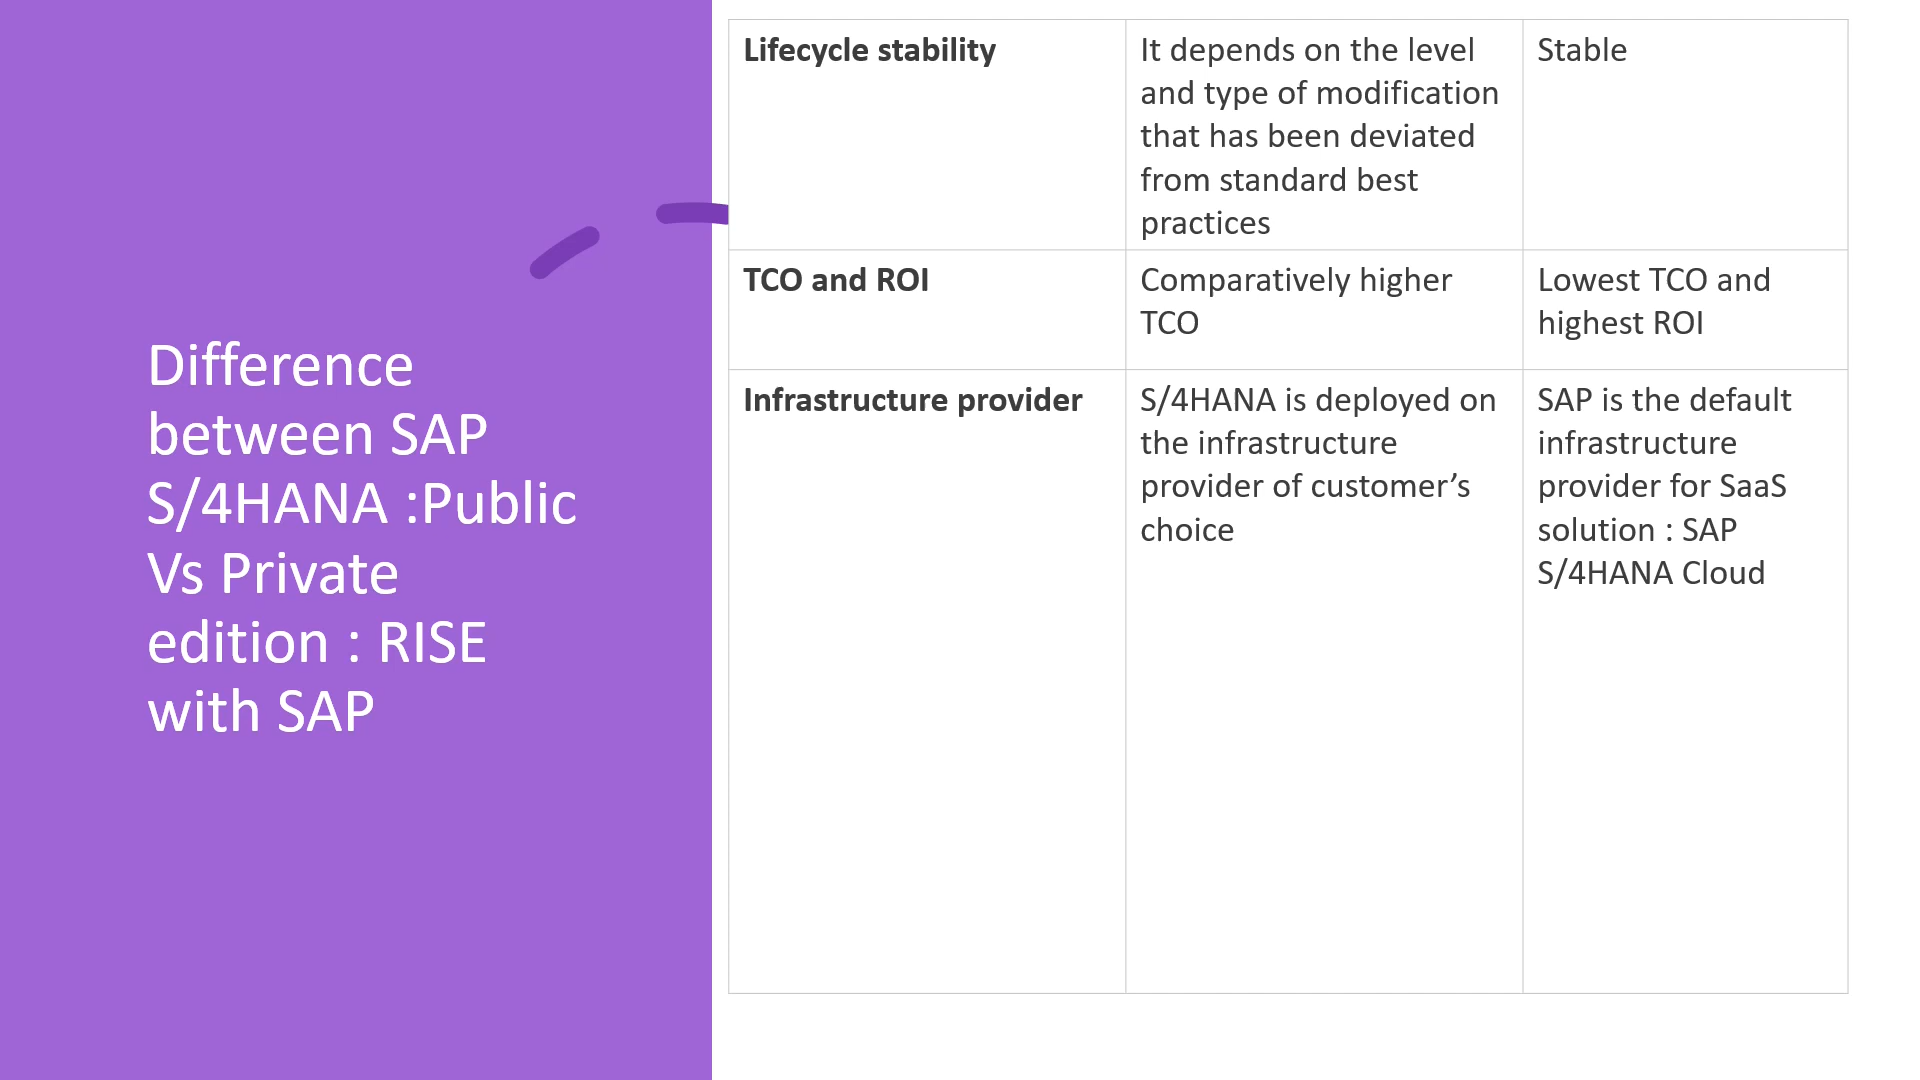 Difference
between SAP
S/4HANA :Public
Vs Private
edition : RISE
with SAP
Lifecycle stability
It depends on the level
and type of modification
that has been deviated
from standard best
practices
Stable
TCO and ROI
Comparatively higher
TCO
Lowest TCO and
highest ROI
Infrastructure provider
S/4HANA is deployed on
the infrastructure
provider of customer’s
choice
SAP is the default
infrastructure
provider for SaaS
solution : SAP
S/4HANA Cloud